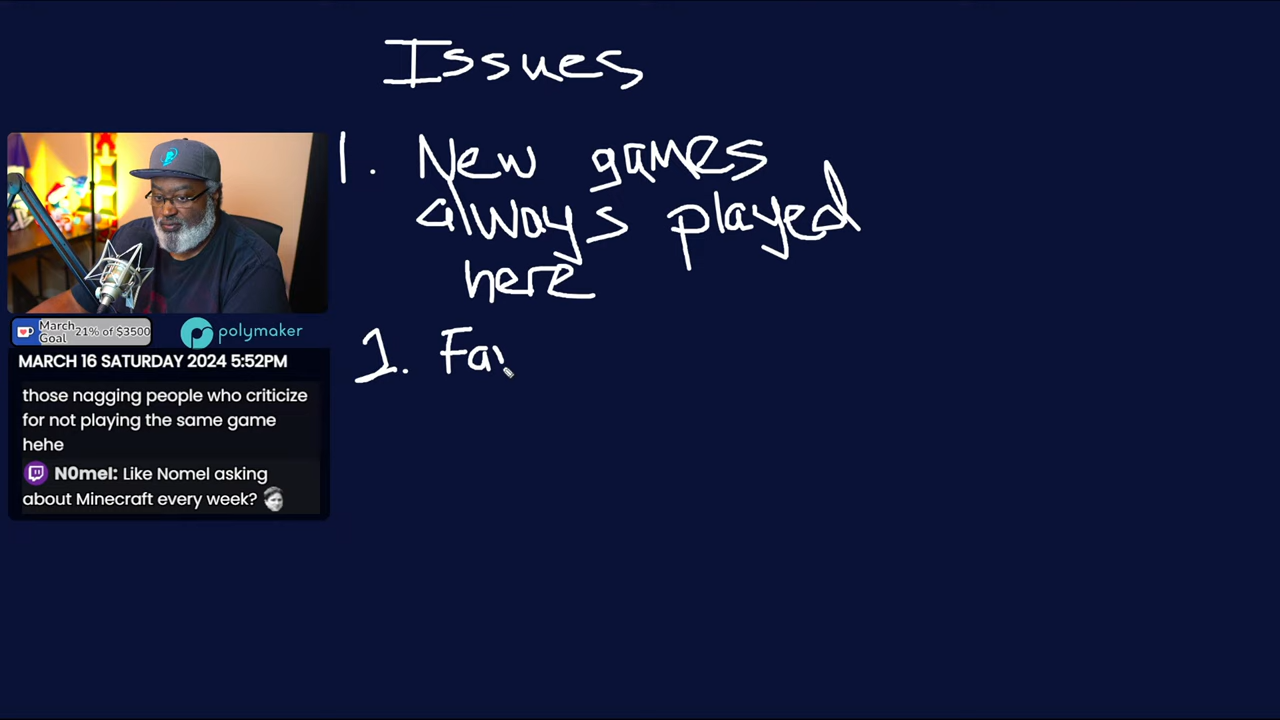 Issues
1. New games
always played
here
1. Fav
March
Goal
21% of $3500
polymaker
MARCH 16 SATURDAY 2024 5:52PM
those nagging people who criticize
for not playing the same game
hehe
N0mel: Like Nomel asking
about Minecraft every week?